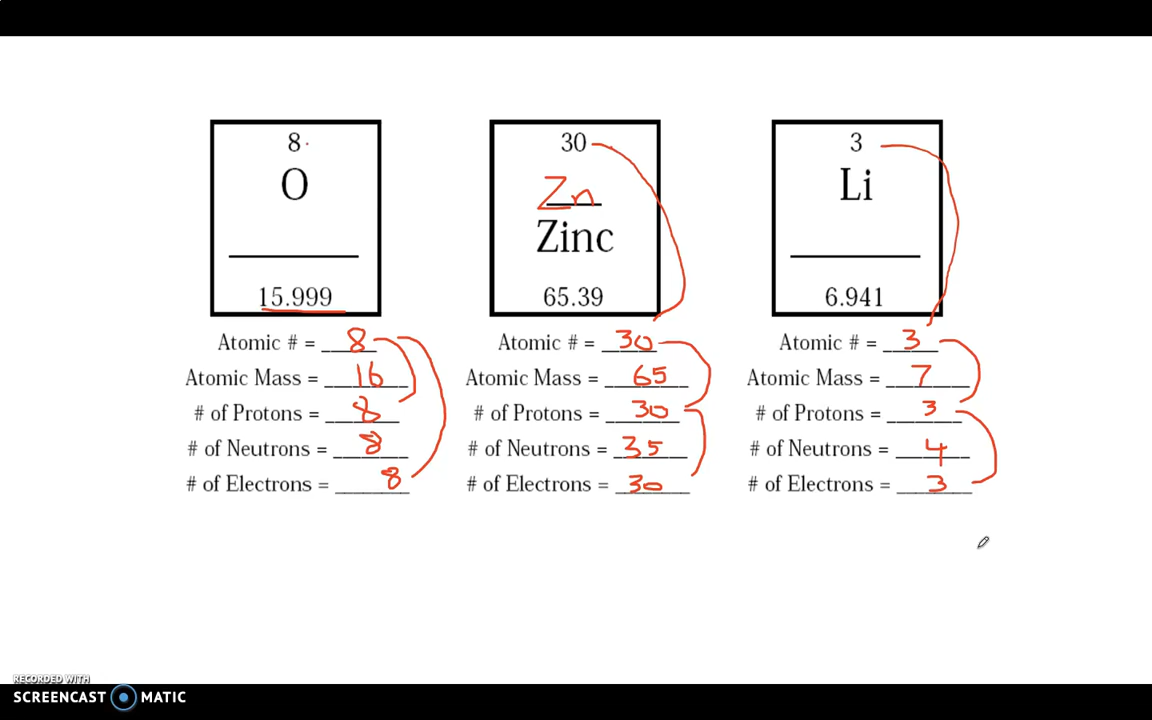 8
O
15.999
Atomic # = 8
Atomic Mass = 16
# of Protons = 8
# of Neutrons = 8
# of Electrons = 8
30
Zn
Zinc
65.39
Atomic # = 30
Atomic Mass = 65
# of Protons = 30
# of Neutrons = 35
# of Electrons = 30
3
Li
6.941
Atomic # = 3
Atomic Mass = 7
# of Protons = 3
# of Neutrons = 4
# of Electrons = 3
RECORDED WITH
SCREENCAST MATIC